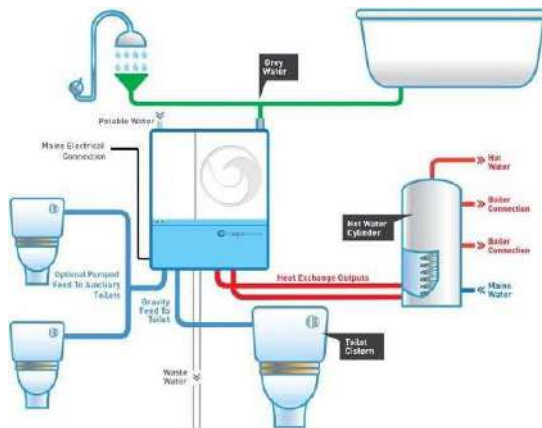 Grey
Water
Potable Water
Mains Electrical
Connection
Hot
Water
Boiler
Connection
Hot Water
Cylinder
Boiler
Connection
Optional Pumped
Feed To Auxiliary
Toilets
Heat Exchange Outputs
Mains
Water
Gravity
Feed To
Toilet
Toilet
Cistern
Waste
Water